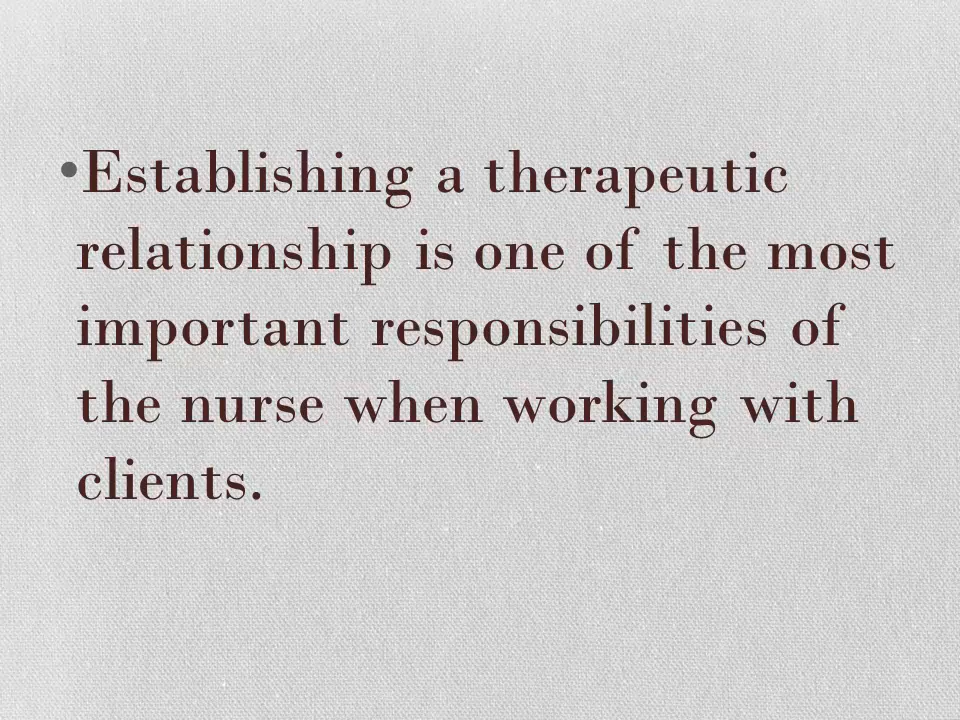 •Establishing a therapeutic
relationship is one of the most
important responsibilities of
the nurse when working with
clients.